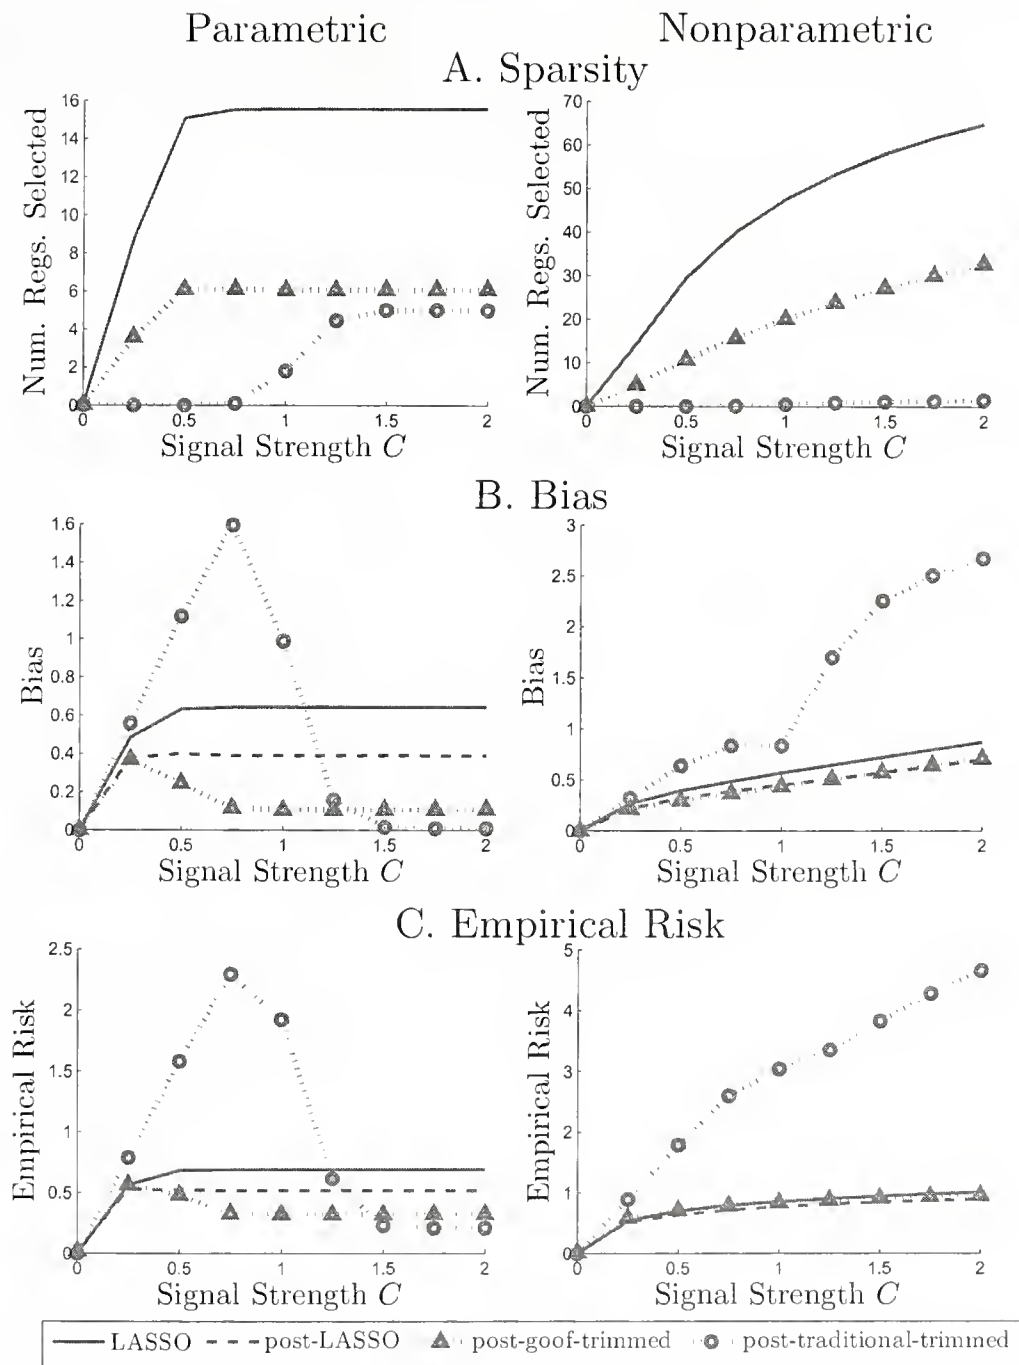 Parametric Nonparametric
A. Sparsity
Num. Regs. Selected
16
14
12
10
8
6
4
2
0
0 0.5 1 1.5 2
Signal Strength C
Num. Regs. Selected
70
60
50
40
30
20
10
0
0 0.5 1 1.5 2
Signal Strength C
B. Bias
Bias
1.6
1.4
1.2
1
0.8
0.6
0.4
0.2
0
0 0.5 1 1.5 2
Signal Strength C
Bias
3
2.5
2
1.5
1
0.5
0
0 0.5 1 1.5 2
Signal Strength C
C. Empirical Risk
Empirical Risk
2.5
2
1.5
1
0.5
0
0 0.5 1 1.5 2
Signal Strength C
Empirical Risk
5
4
3
2
1
0
0 0.5 1 1.5 2
Signal Strength C
LASSO post-LASSO post-goof-trimmed post-traditional-trimmed